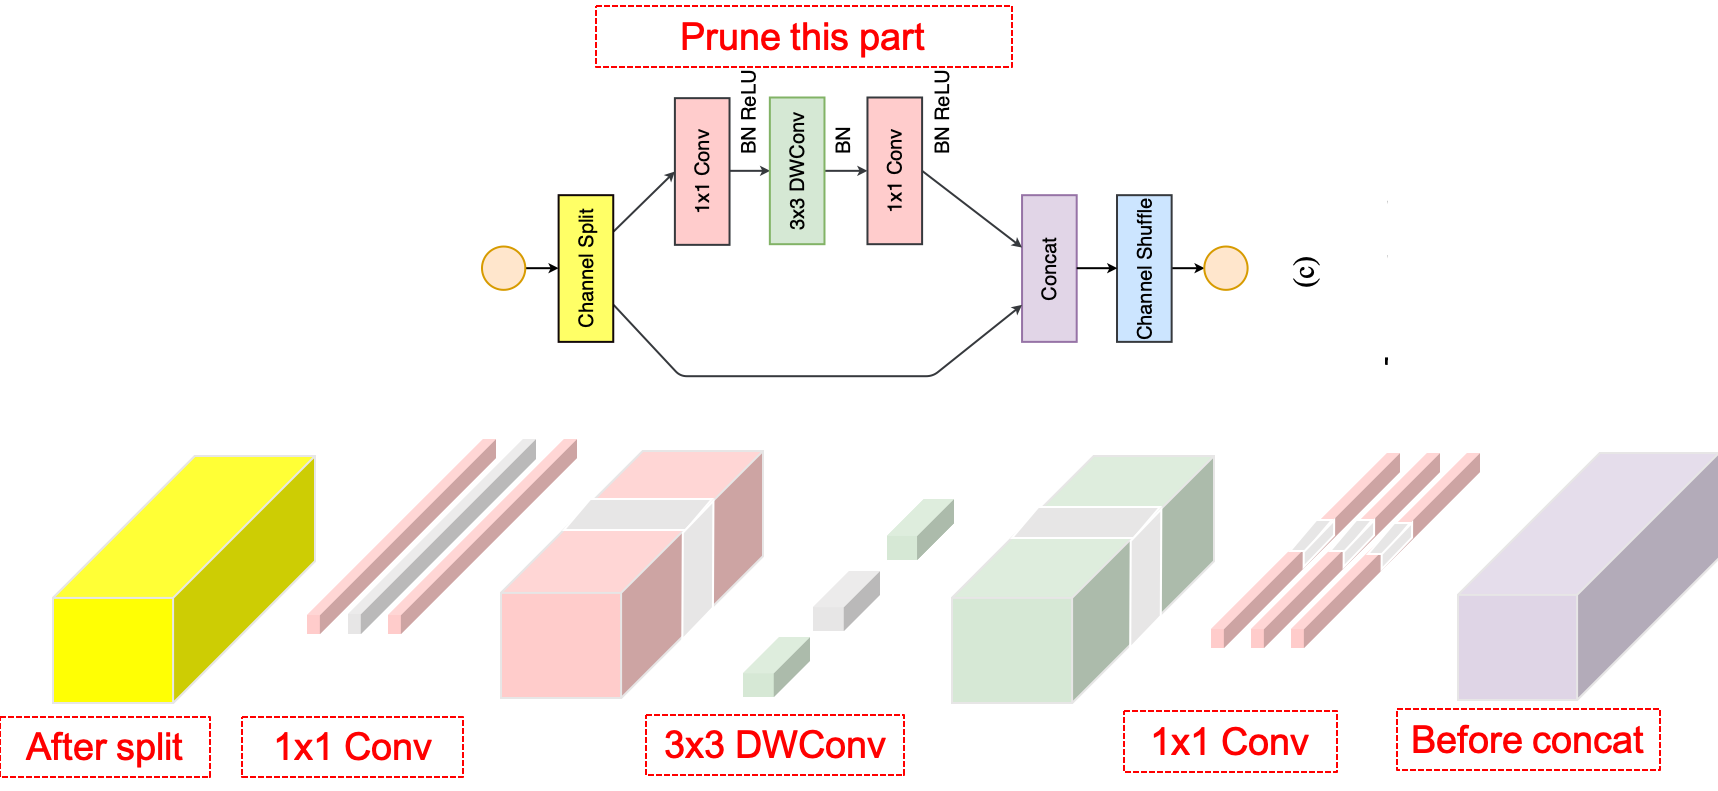 Prune this part
1x1 Conv
BN ReLU
3x3 DWConv
BN
1x1 Conv
BN ReLU
Channel Split
Concat
Channel Shuffle
(c)
After split
1x1 Conv
3x3 DWConv
1x1 Conv
Before concat